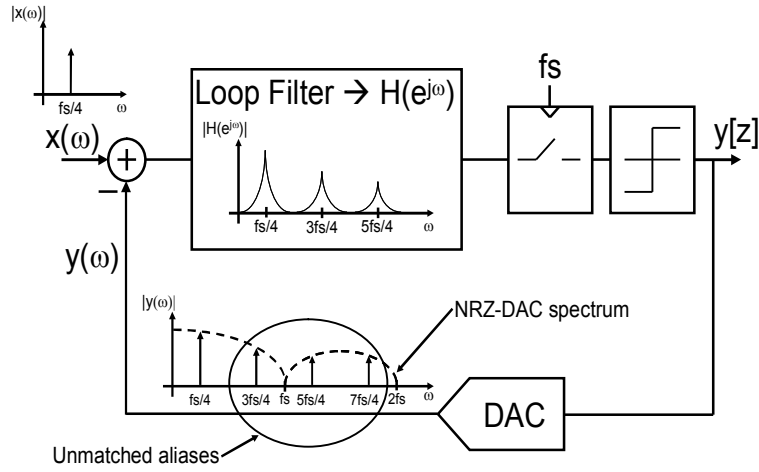 |x(ω)|
fs/4 ω
x(ω)
+
−
Loop Filter → H(e^jω)
|H(e^jω)|
fs/4 3fs/4 5fs/4 ω
fs
y[z]
y(ω)
|y(ω)|
NRZ-DAC spectrum
fs/4 3fs/4 fs 5fs/4 7fs/4 2fs ω
DAC
Unmatched aliases